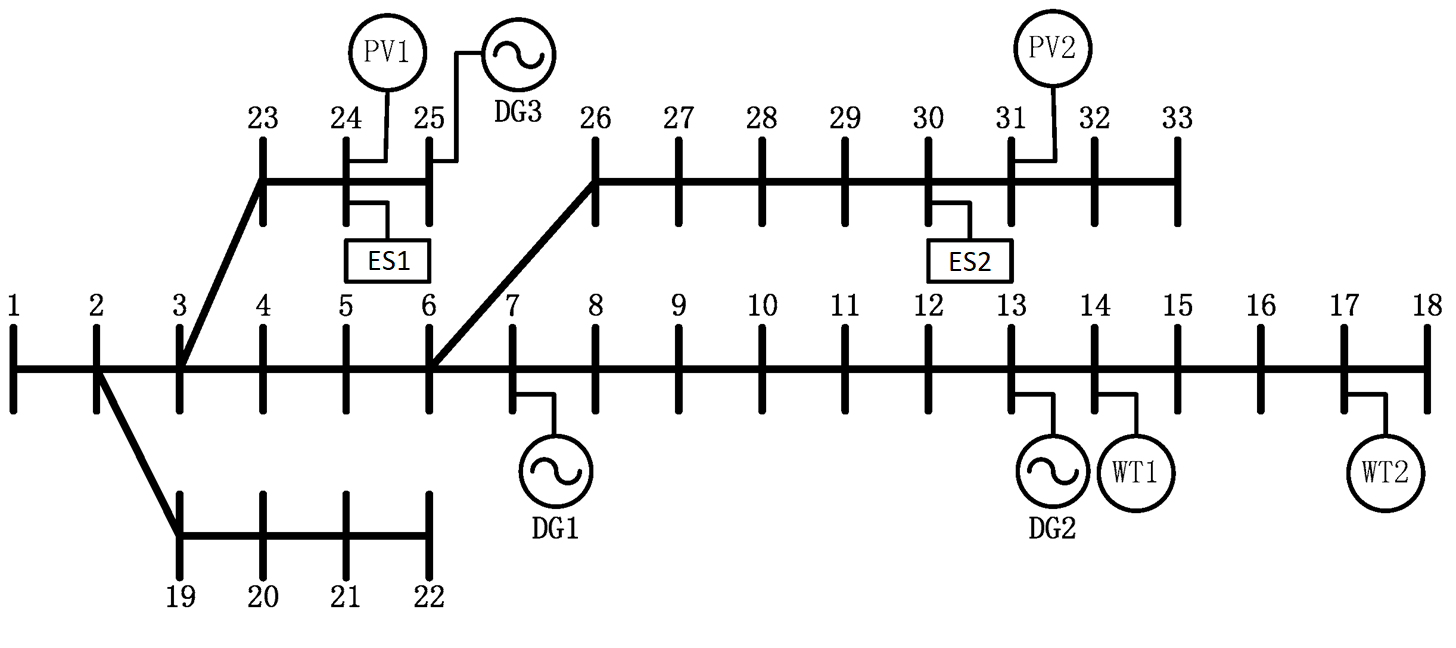 PV1
PV2
DG3
23 24 25 26 27 28 29 30 31 32 33
ES1 ES2
1 2 3 4 5 6 7 8 9 10 11 12 13 14 15 16 17 18
WT1 WT2
DG1 DG2
19 20 21 22